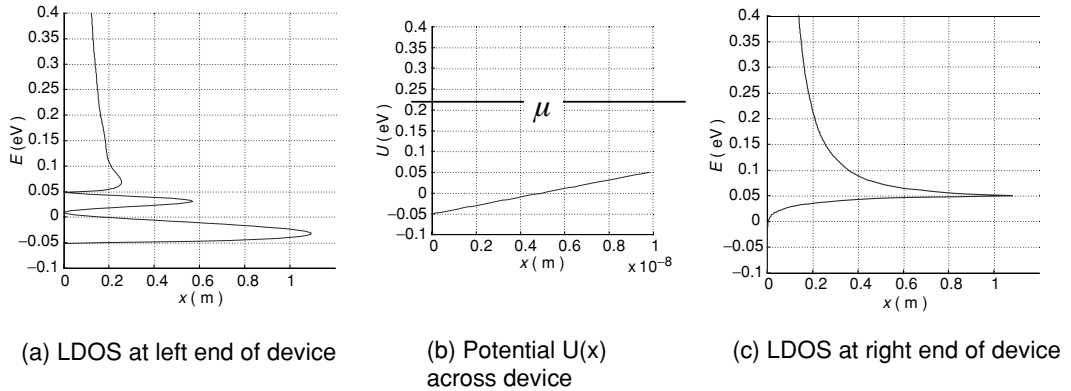 0.4
0.35
0.3
0.25
0.2
0.15
0.1
0.05
0
−0.05
−0.1
E (eV)
0 0.2 0.4 0.6 0.8 1
x ( m )
(a) LDOS at left end of device
0.4
0.35
0.3
0.25
0.2
0.15
0.1
0.05
0
−0.05
−0.1
U (eV)
μ
0 0.2 0.4 0.6 0.8 1
x ( m )
x 10⁻⁸
(b) Potential U(x)
across device
0.4
0.35
0.3
0.25
0.2
0.15
0.1
0.05
0
−0.05
−0.1
E (eV)
0 0.2 0.4 0.6 0.8 1
x ( m )
(c) LDOS at right end of device